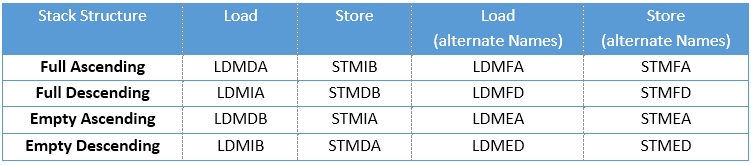 Stack Structure Load Store Load Store
(alternate Names) (alternate Names)
Full Ascending LDMDA STMIB LDMFA STMFA
Full Descending LDMIA STMDB LDMFD STMFD
Empty Ascending LDMDB STMIA LDMEA STMEA
Empty Descending LDMIB STMDA LDMED STMED